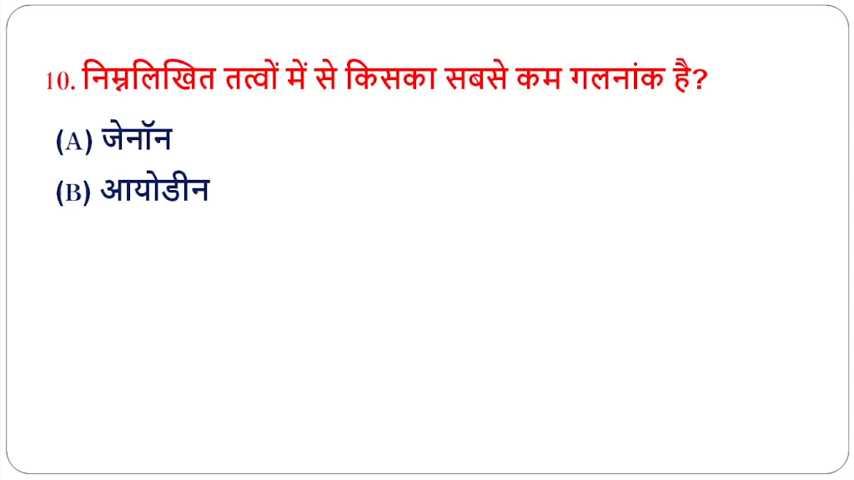 10. निम्नलिखित तत्वों में से किसका सबसे कम गलनांक है?
(A) जेनॉन
(B) आयोडीन